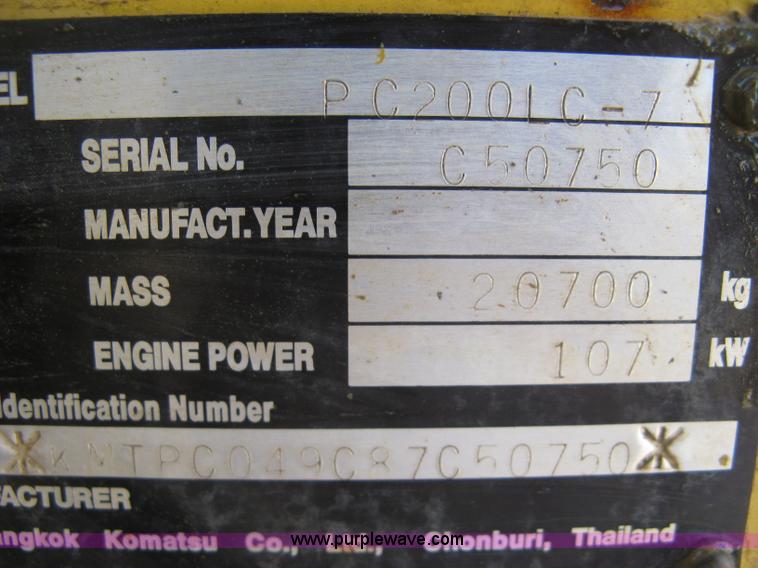 EL PC200LC-7
SERIAL No. C50750
MANUFACT.YEAR
MASS 20700 kg
ENGINE POWER 107 kW
Identification Number
*KMTPC049C87C50750*
FACTURER
angkok Komatsu Co., Chonburi, Thailand
www.purplewave.com